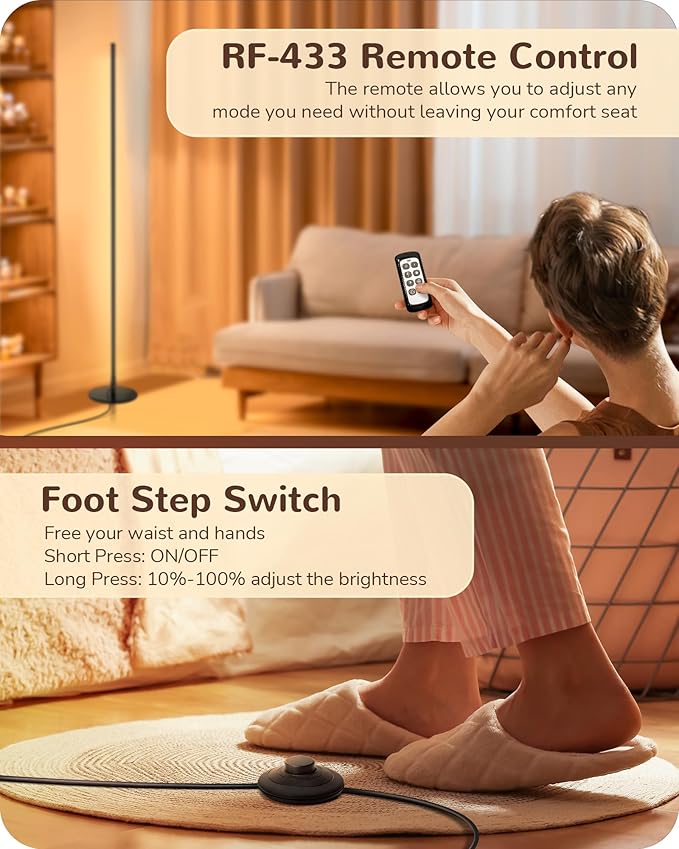 RF-433 Remote Control
The remote allows you to adjust any
mode you need without leaving your comfort seat
Foot Step Switch
Free your waist and hands
Short Press: ON/OFF
Long Press: 10%-100% adjust the brightness